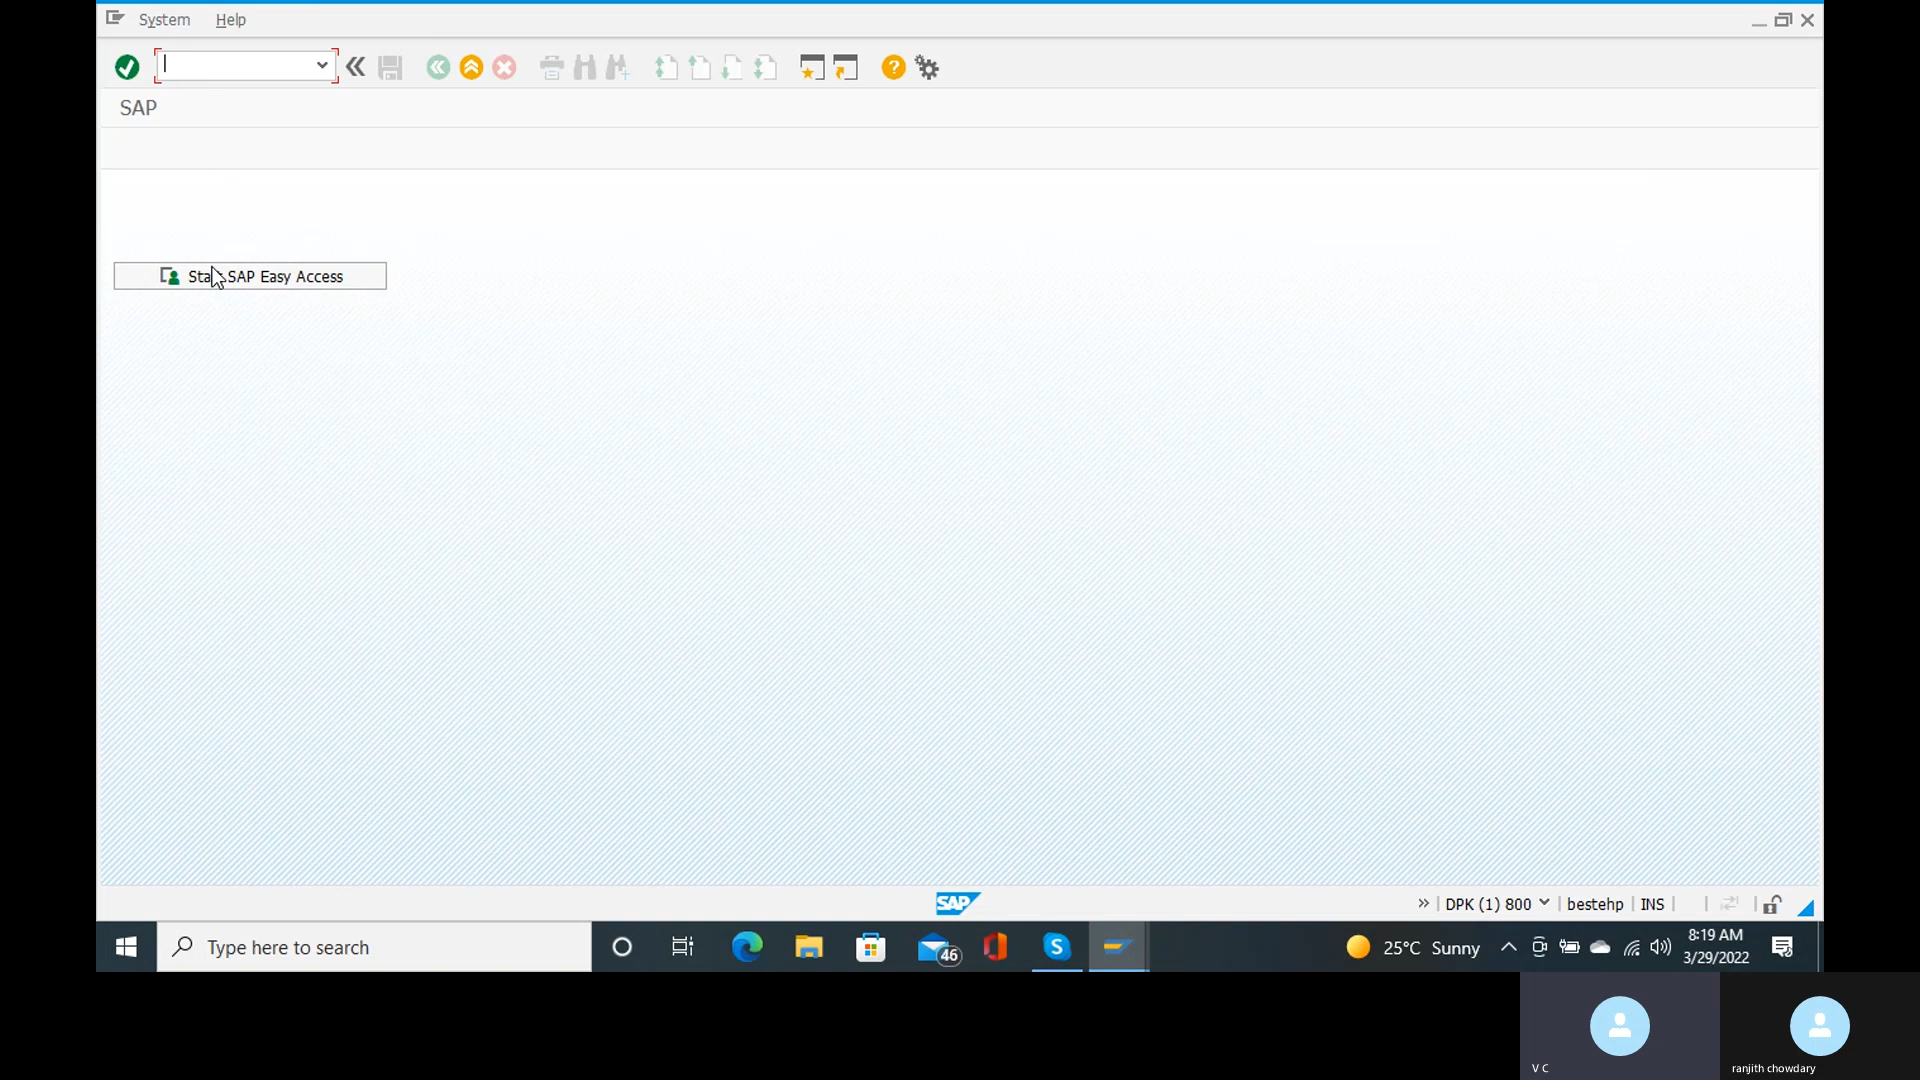 System Help
SAP
Start SAP Easy Access
SAP
DPK (1) 800 bestehp INS
Type here to search
46
S
25°C Sunny
8:19 AM
3/29/2022
V C
ranjith chowdary